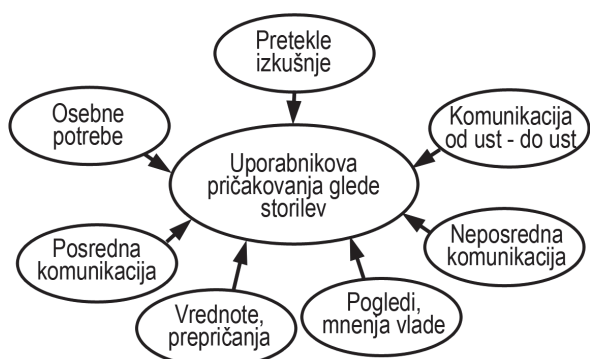 Pretekle
izkušnje
Osebne
potrebe
Komunikacija
od ust - do ust
Uporabnikova
pričakovanja glede
storilev
Posredna
komunikacija
Neposredna
komunikacija
Vrednote,
prepričanja
Pogledi,
mnenja vlade